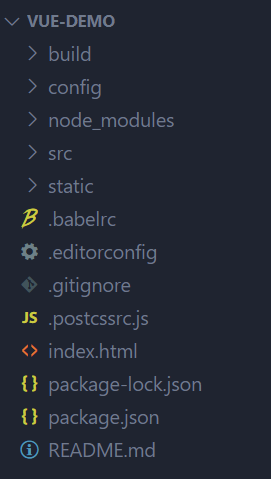 VUE-DEMO
build
config
node_modules
src
static
.babelrc
.editorconfig
.gitignore
JS .postcssrc.js
<> index.html
{} package-lock.json
{} package.json
README.md